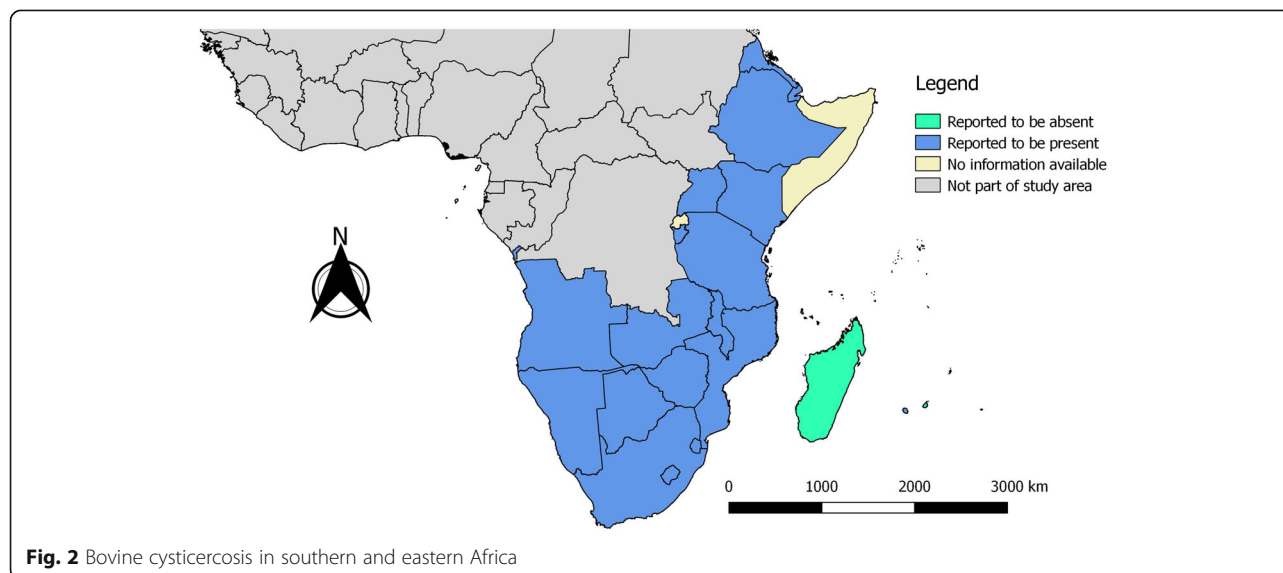 Legend
Reported to be absent
Reported to be present
No information available
Not part of study area
N
0 1000 2000 3000 km
Fig. 2 Bovine cysticercosis in southern and eastern Africa